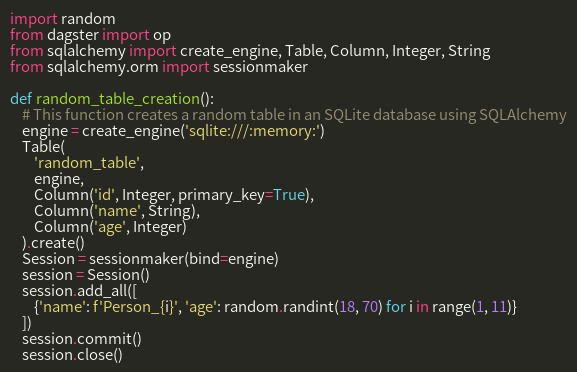 import random
from dagster import op
from sqlalchemy import create_engine, Table, Column, Integer, String
from sqlalchemy.orm import sessionmaker

def random_table_creation():
    # This function creates a random table in an SQLite database using SQLAlchemy
    engine = create_engine('sqlite:///:memory:')
    Table(
        'random_table',
        engine,
        Column('id', Integer, primary_key=True),
        Column('name', String),
        Column('age', Integer)
    ).create()
    Session = sessionmaker(bind=engine)
    session = Session()
    session.add_all([
        {'name': f'Person_{i}', 'age': random.randint(18, 70) for i in range(1, 11)}
    ])
    session.commit()
    session.close()